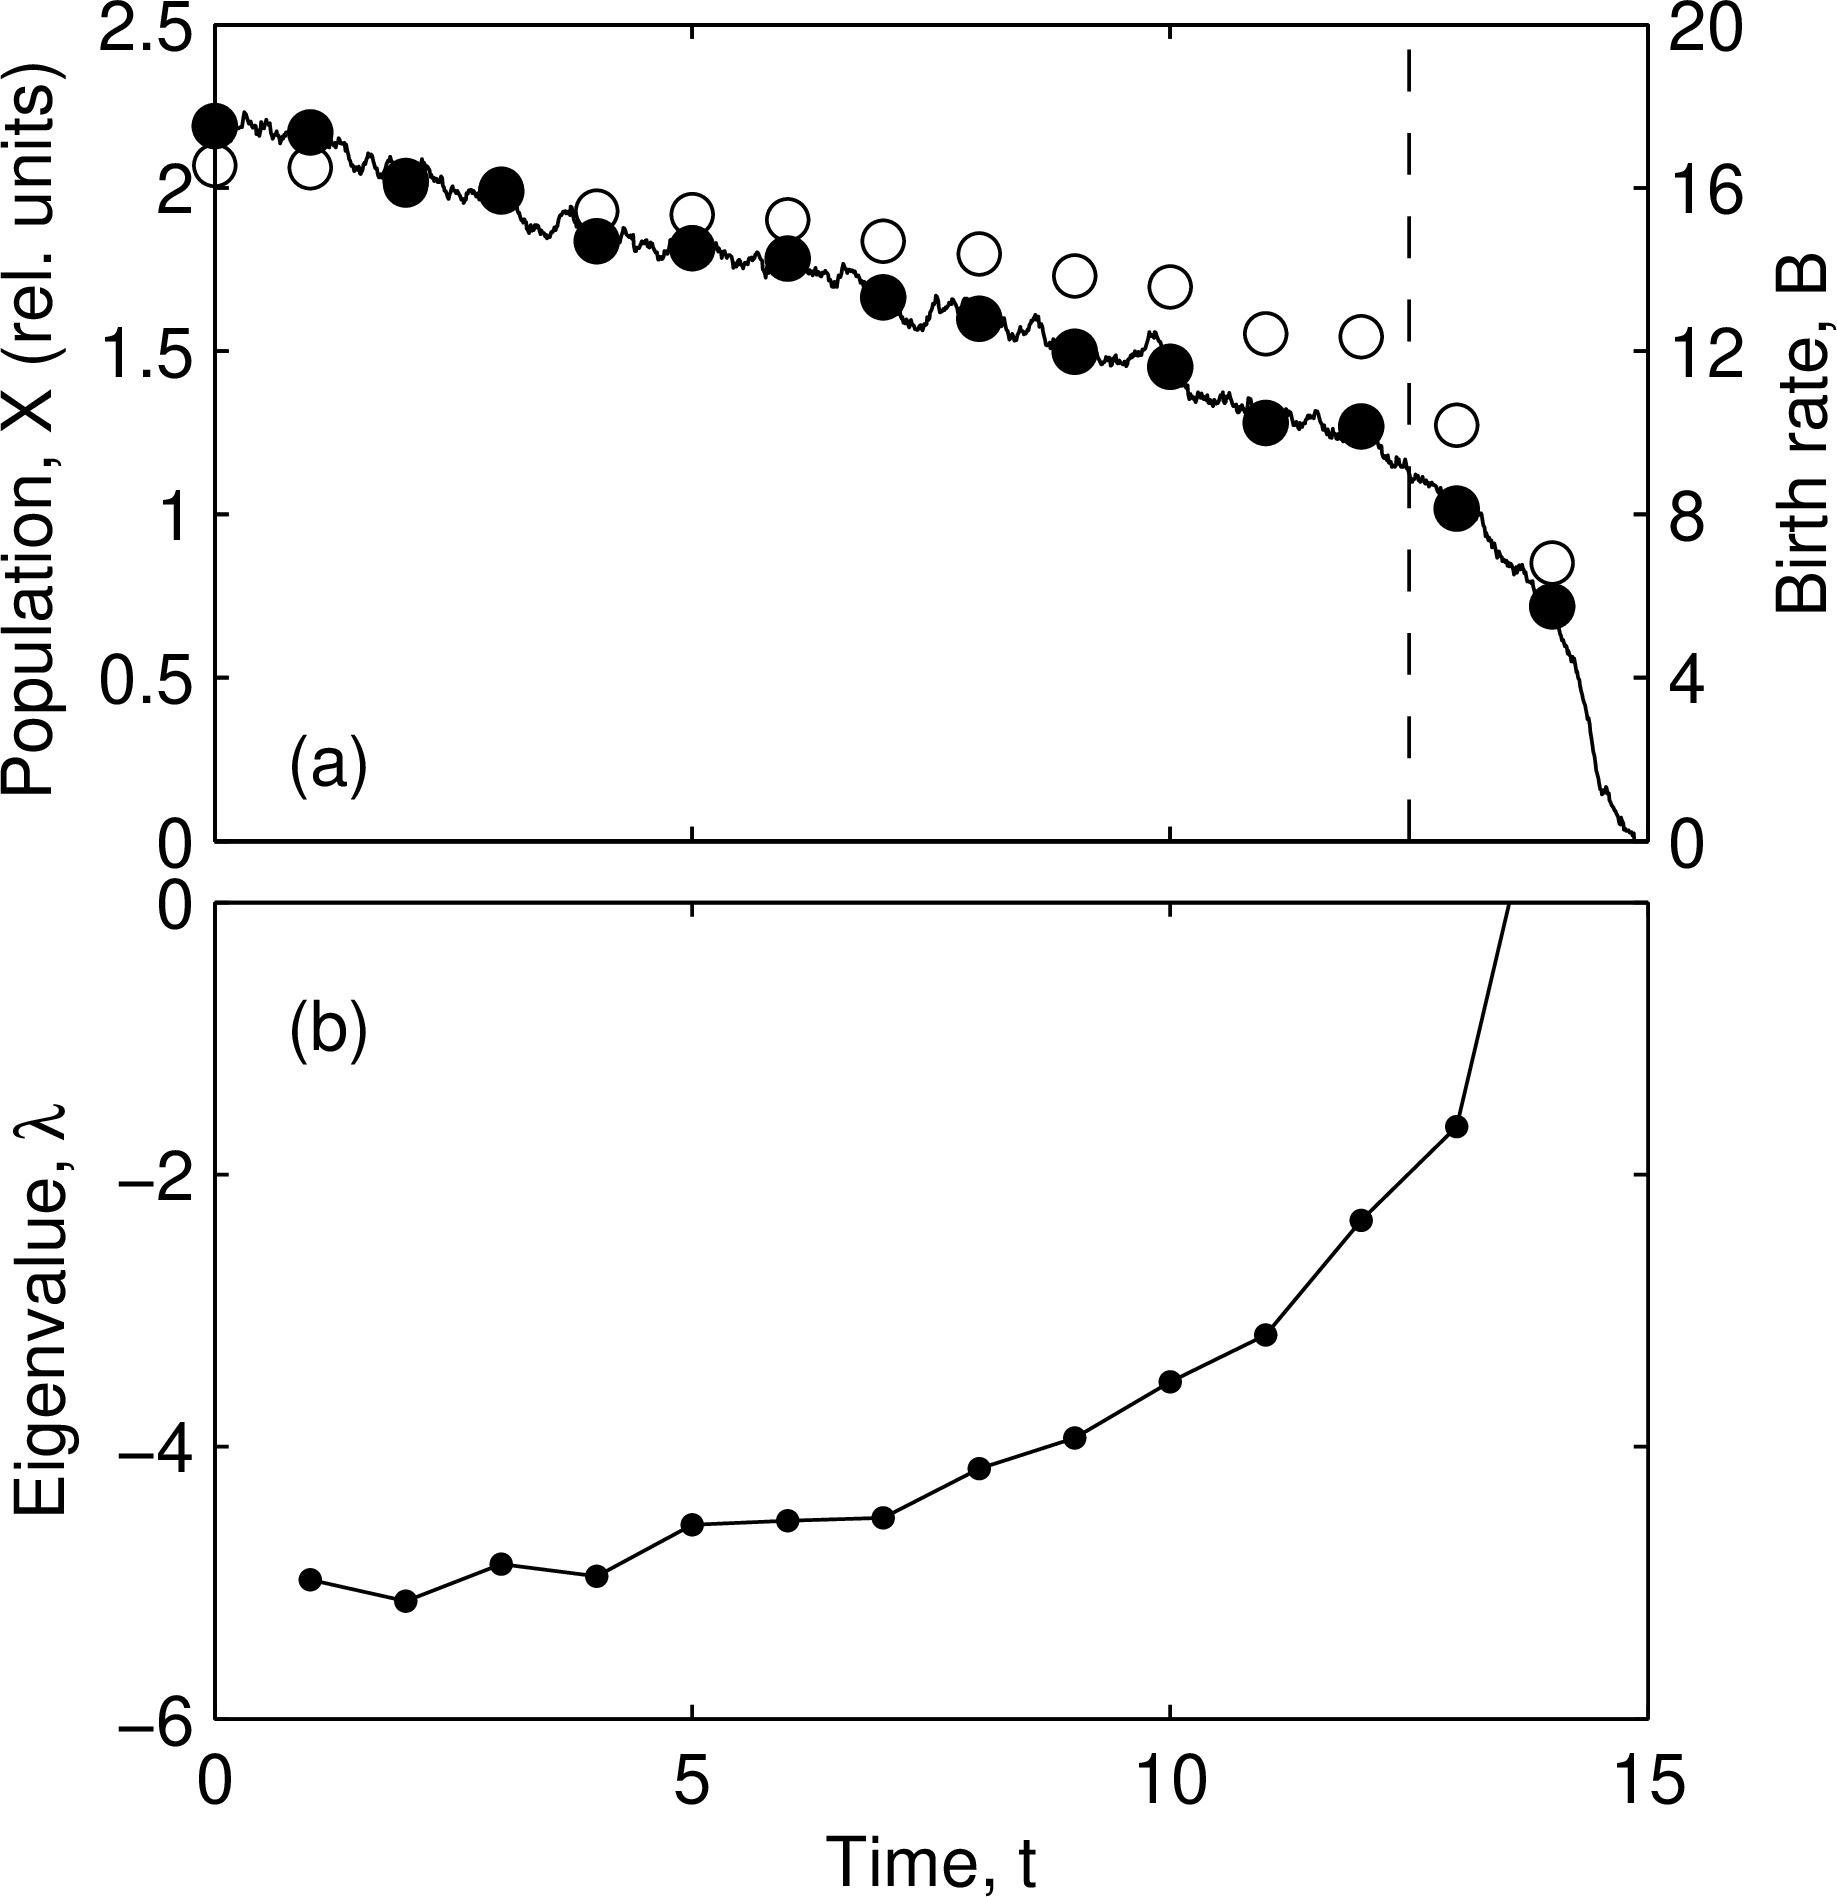 2.5
2
1.5
1
0.5
0
Population, X (rel. units)
20
16
12
8
4
0
Birth rate, B
(a)
0
−2
−4
−6
Eigenvalue, λ
(b)
0 5 10 15
Time, t